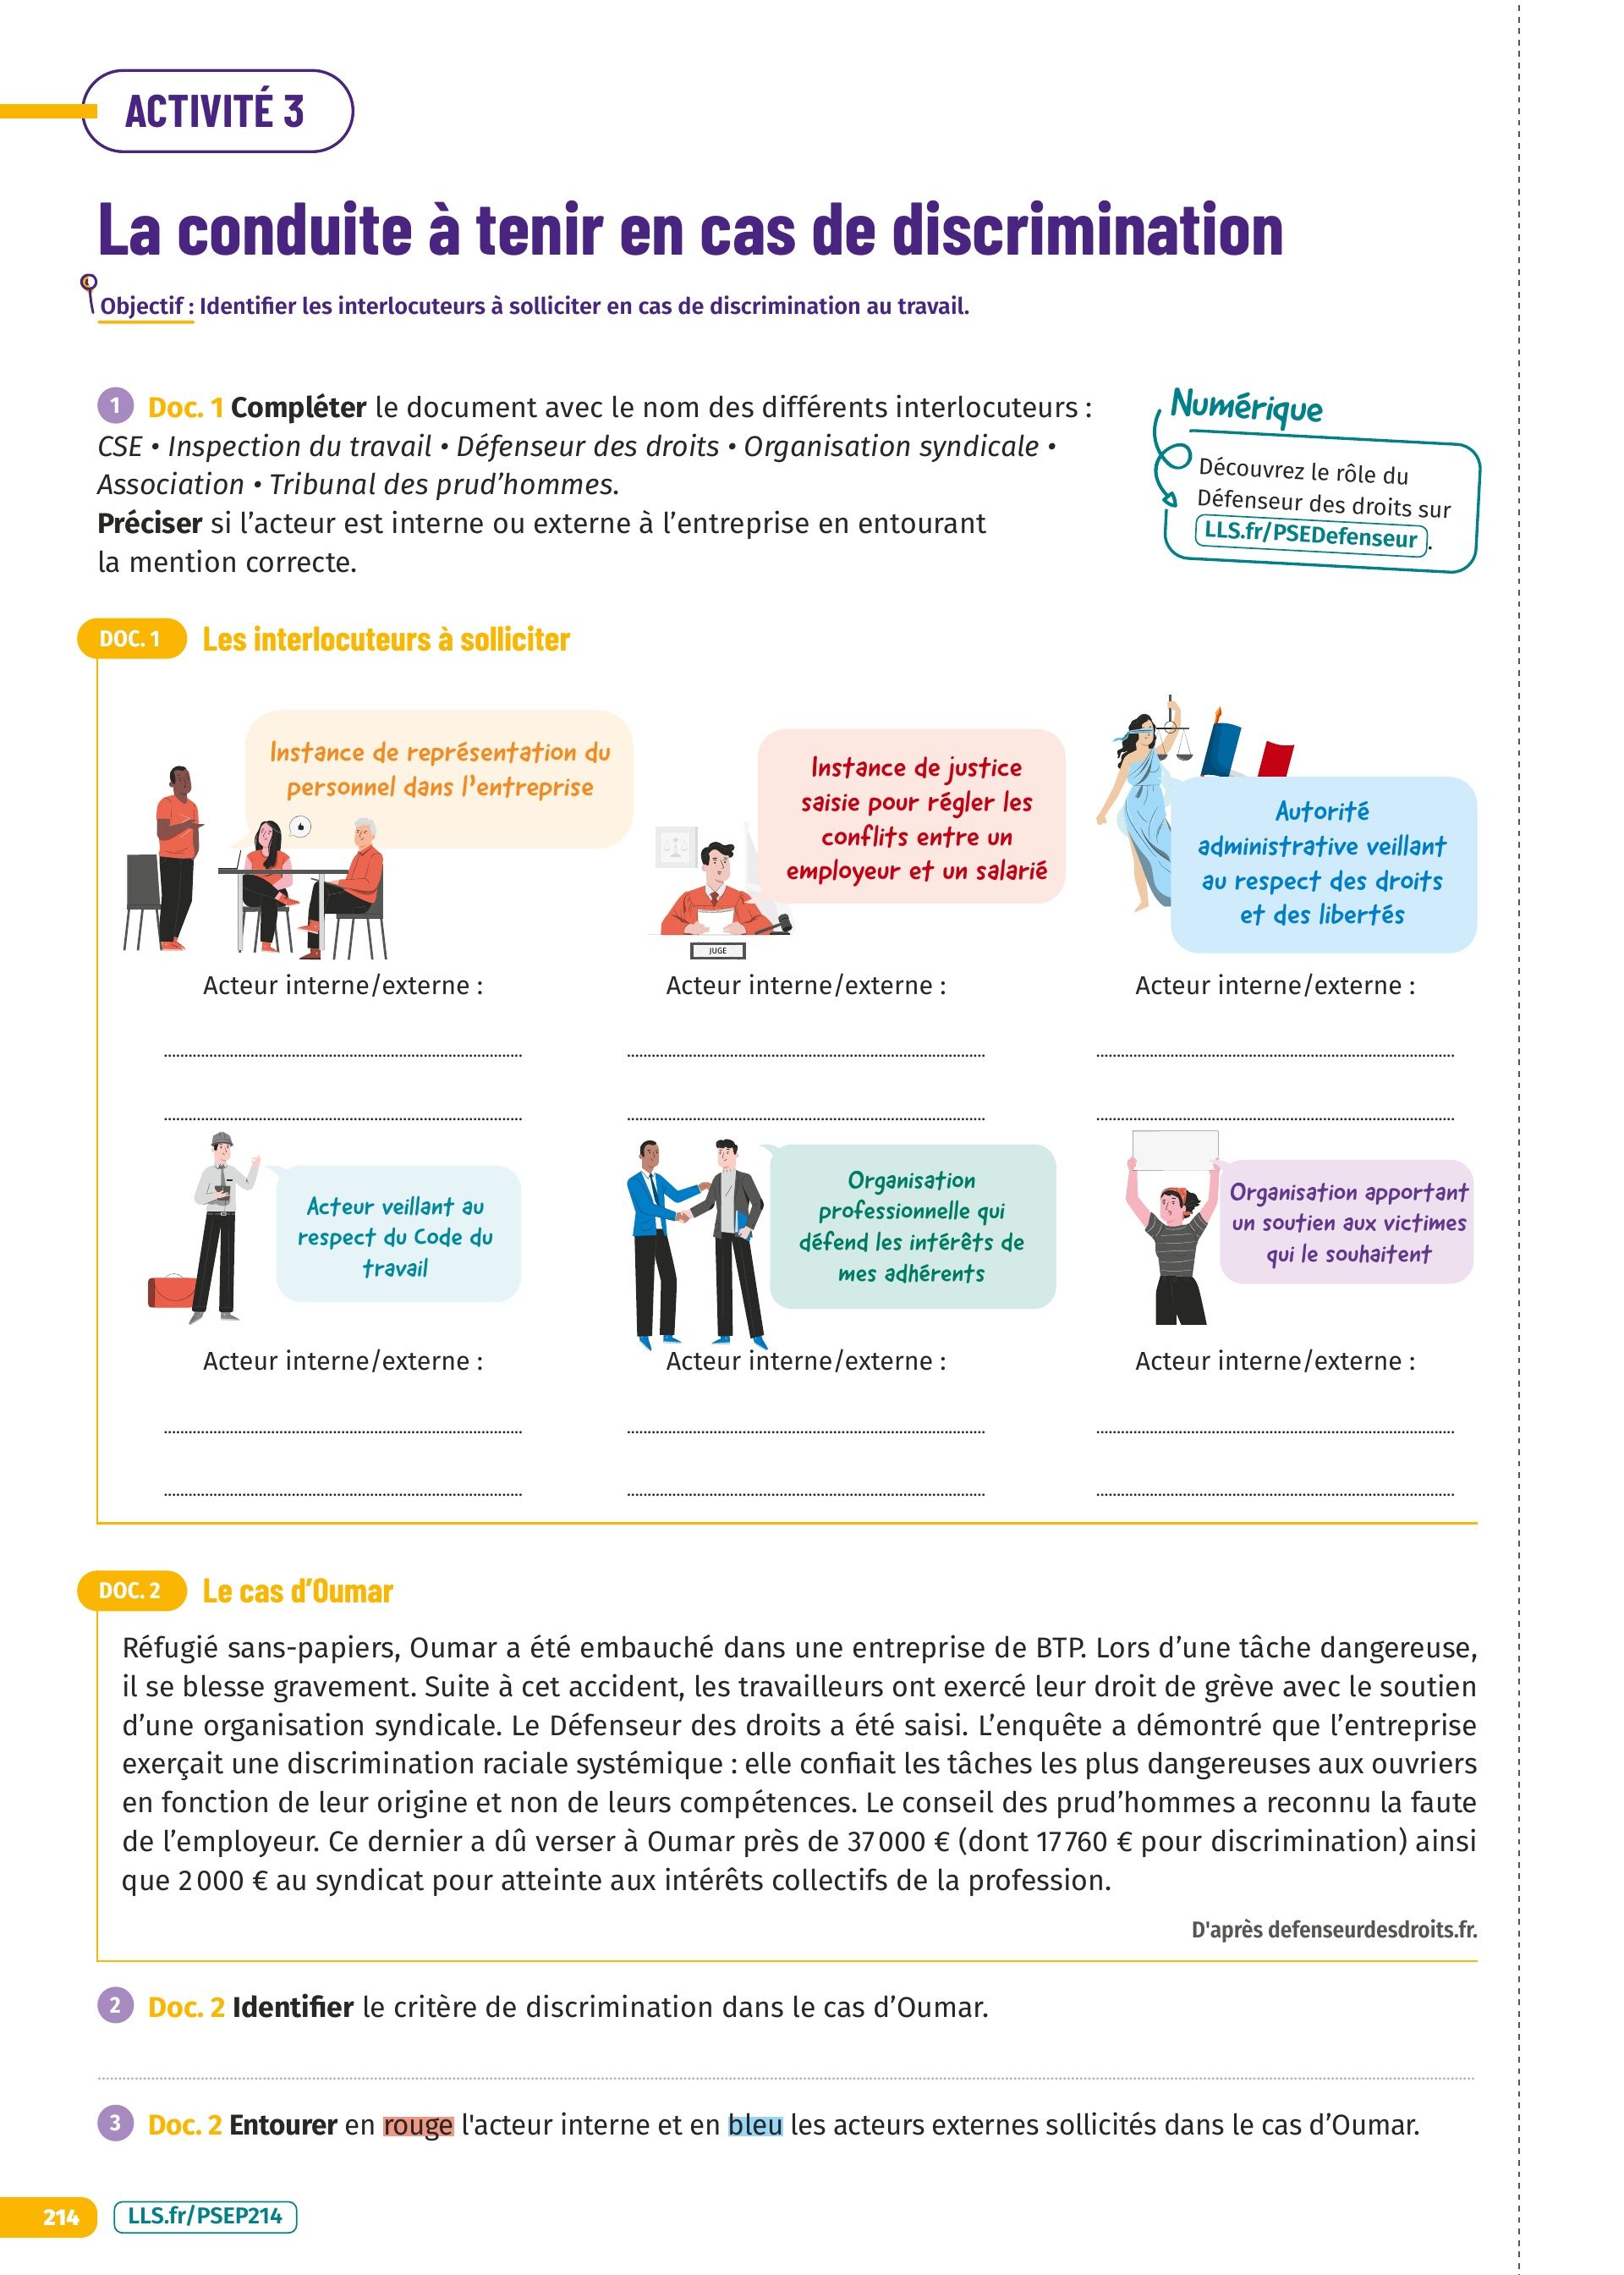 ACTIVITÉ 3
La conduite à tenir en cas de discrimination
Objectif : Identifier les interlocuteurs à solliciter en cas de discrimination au travail.
1 Doc. 1 Compléter le document avec le nom des différents interlocuteurs :
CSE • Inspection du travail • Défenseur des droits • Organisation syndicale •
Association • Tribunal des prud’hommes.
Préciser si l’acteur est interne ou externe à l’entreprise en entourant
la mention correcte.
Numérique
Découvrez le rôle du
Défenseur des droits sur
LLS.fr/PSEDefenseur .
DOC. 1 Les interlocuteurs à solliciter
Instance de représentation du
personnel dans l’entreprise
Acteur interne/externe :
Instance de justice
saisie pour régler les
conflits entre un
employeur et un salarié
JUGE
Acteur interne/externe :
Autorité
administrative veillant
au respect des droits
et des libertés
Acteur interne/externe :
Acteur veillant au
respect du Code du
travail
Acteur interne/externe :
Organisation
professionnelle qui
défend les intérêts de
mes adhérents
Acteur interne/externe :
Organisation apportant
un soutien aux victimes
qui le souhaitent
Acteur interne/externe :
DOC. 2 Le cas d’Oumar
Réfugié sans-papiers, Oumar a été embauché dans une entreprise de BTP. Lors d’une tâche dangereuse,
il se blesse gravement. Suite à cet accident, les travailleurs ont exercé leur droit de grève avec le soutien
d’une organisation syndicale. Le Défenseur des droits a été saisi. L’enquête a démontré que l’entreprise
exerçait une discrimination raciale systémique : elle confiait les tâches les plus dangereuses aux ouvriers
en fonction de leur origine et non de leurs compétences. Le conseil des prud’hommes a reconnu la faute
de l’employeur. Ce dernier a dû verser à Oumar près de 37 000 € (dont 17 760 € pour discrimination) ainsi
que 2 000 € au syndicat pour atteinte aux intérêts collectifs de la profession.
D'après defenseurdesdroits.fr.
2 Doc. 2 Identifier le critère de discrimination dans le cas d’Oumar.
3 Doc. 2 Entourer en rouge l'acteur interne et en bleu les acteurs externes sollicités dans le cas d’Oumar.
214 LLS.fr/PSEP214